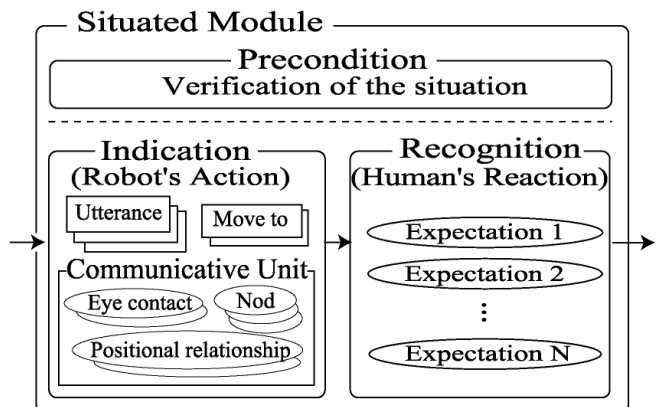 Situated Module
Precondition
Verification of the situation
Indication
(Robot's Action)
Utterance
Move to
Communicative Unit
Eye contact
Nod
Positional relationship
Recognition
(Human's Reaction)
Expectation 1
Expectation 2
⋮
Expectation N